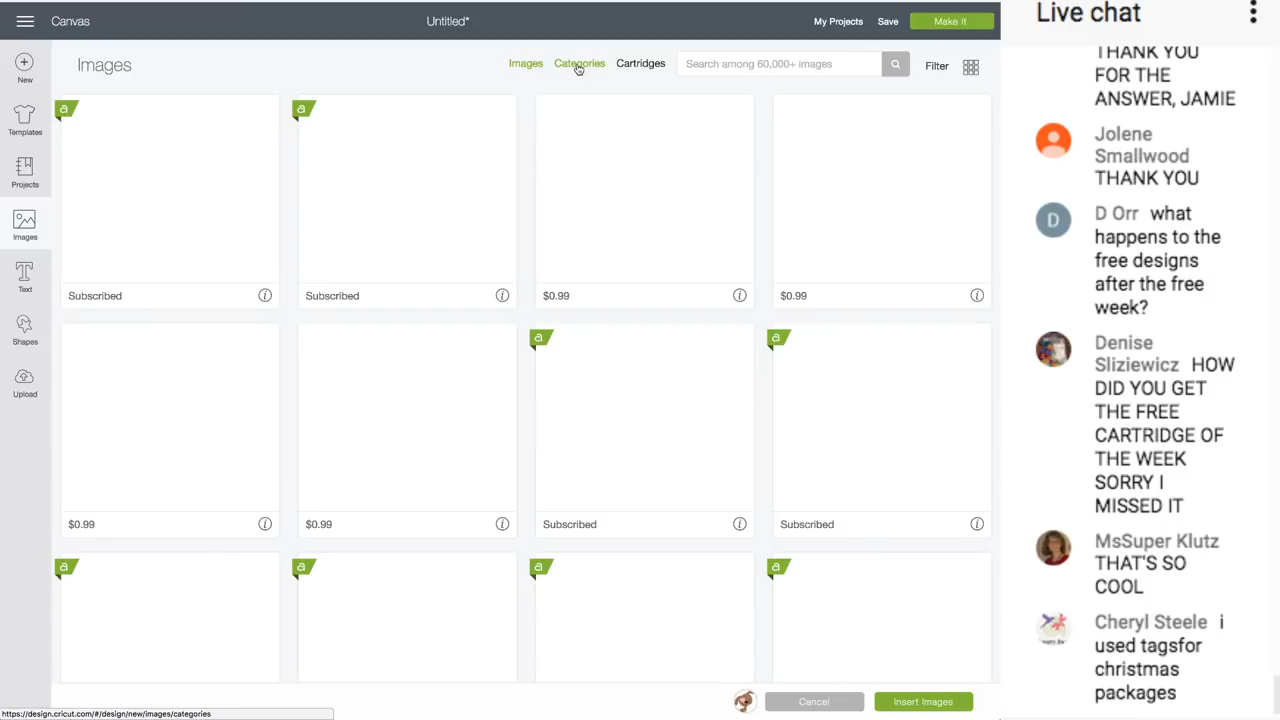 Canvas
Untitled*
My Projects
Save
Make It
New
Templates
Projects
Images
Text
Shapes
Upload
Images
Images
Categories
Cartridges
Search among 60,000+ images
Filter
a
a
Subscribed
Subscribed
$0.99
$0.99
a
a
$0.99
$0.99
Subscribed
Subscribed
a
a
a
a
Cancel
Insert Images
https://design.cricut.com/#/design/new/images/categories
Live chat
THANK YOU
FOR THE
ANSWER, JAMIE
Jolene
Smallwood
THANK YOU
D
D Orr what
happens to the
free designs
after the free
week?
Denise
Sliziewicz HOW
DID YOU GET
THE FREE
CARTRIDGE OF
THE WEEK
SORRY I
MISSED IT
MsSuper Klutz
THAT'S SO
COOL
Cheryl Steele i
used tagsfor
christmas
packages